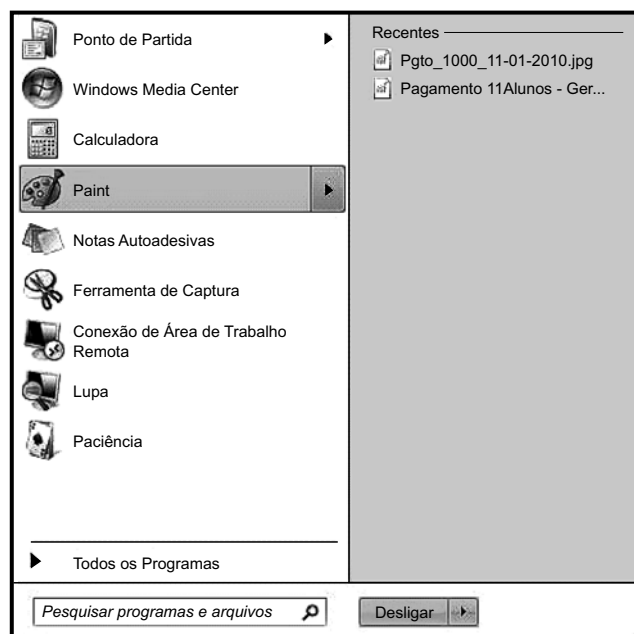 Ponto de Partida
Windows Media Center
Calculadora
Paint
Notas Autoadesivas
Ferramenta de Captura
Conexão de Área de Trabalho
Remota
Lupa
Paciência
Todos os Programas
Pesquisar programas e arquivos
Recentes
Pgto_1000_11-01-2010.jpg
Pagamento 11Alunos - Ger...
Desligar